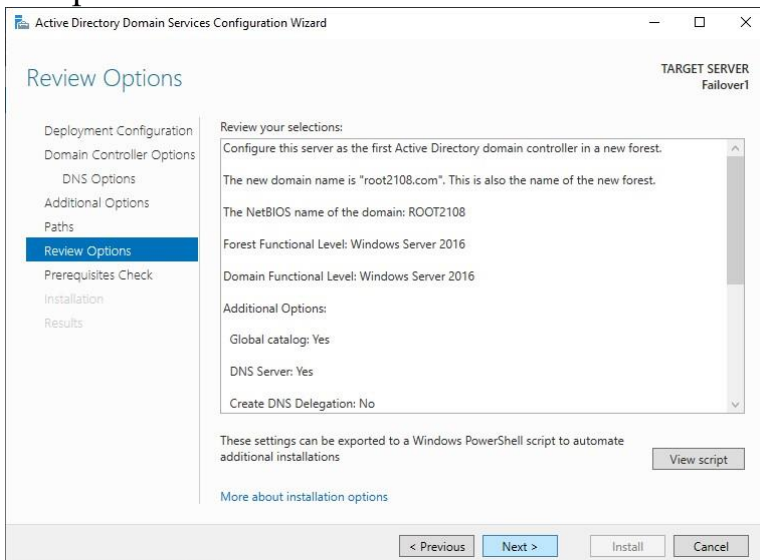 Active Directory Domain Services Configuration Wizard
Review Options
TARGET SERVER
Failover1
Deployment Configuration
Domain Controller Options
DNS Options
Additional Options
Paths
Review Options
Prerequisites Check
Installation
Results
Review your selections:
Configure this server as the first Active Directory domain controller in a new forest.
The new domain name is "root2108.com". This is also the name of the new forest.
The NetBIOS name of the domain: ROOT2108
Forest Functional Level: Windows Server 2016
Domain Functional Level: Windows Server 2016
Additional Options:
Global catalog: Yes
DNS Server: Yes
Create DNS Delegation: No
These settings can be exported to a Windows PowerShell script to automate
additional installations
View script
More about installation options
< Previous
Next >
Install
Cancel